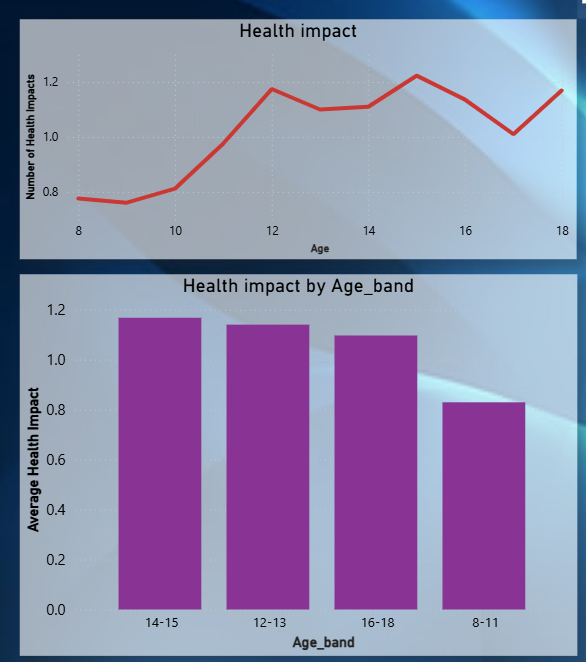 Health impact
Number of Health Impacts
1.2
1.0
0.8
8 10 12 14 16 18
Age
Health impact by Age_band
Average Health Impact
1.2
1.0
0.8
0.6
0.4
0.2
0.0
14-15 12-13 16-18 8-11
Age_band